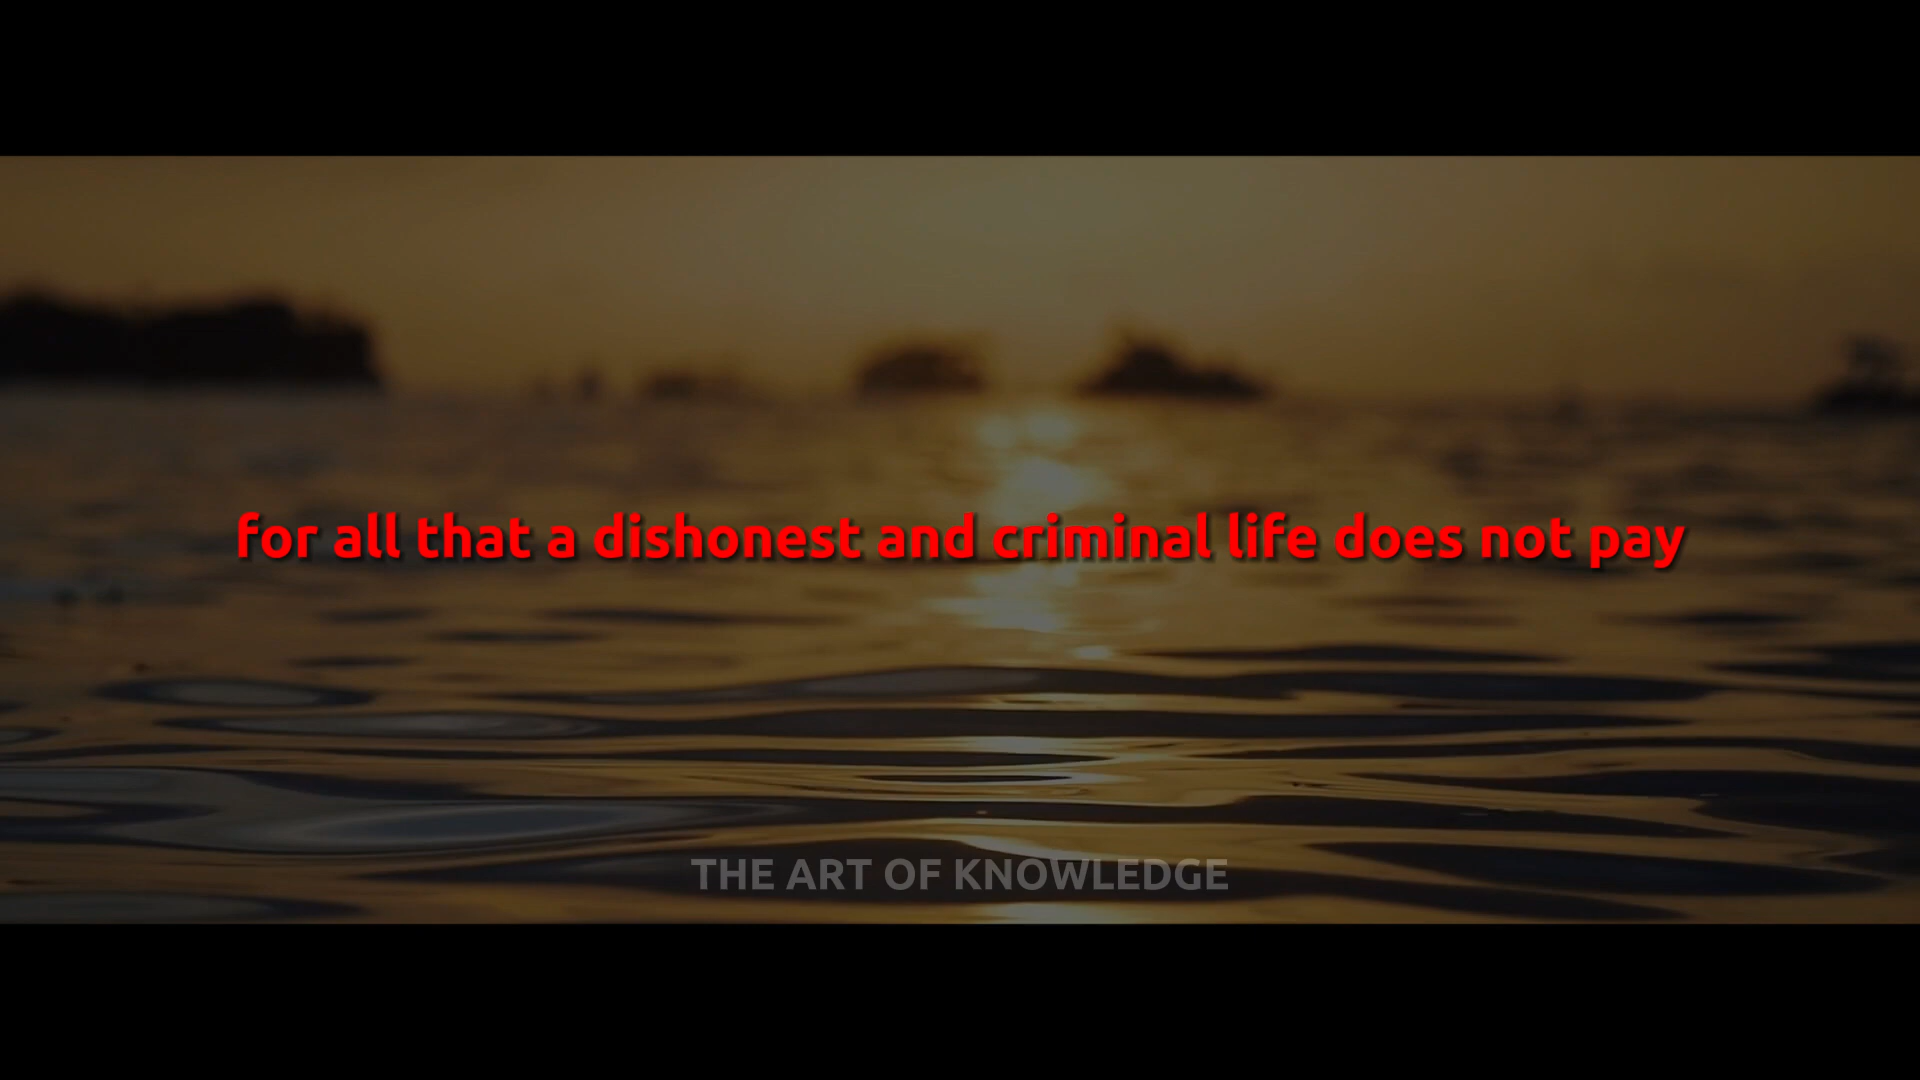 for all that a dishonest and criminal life does not pay
THE ART OF KNOWLEDGE